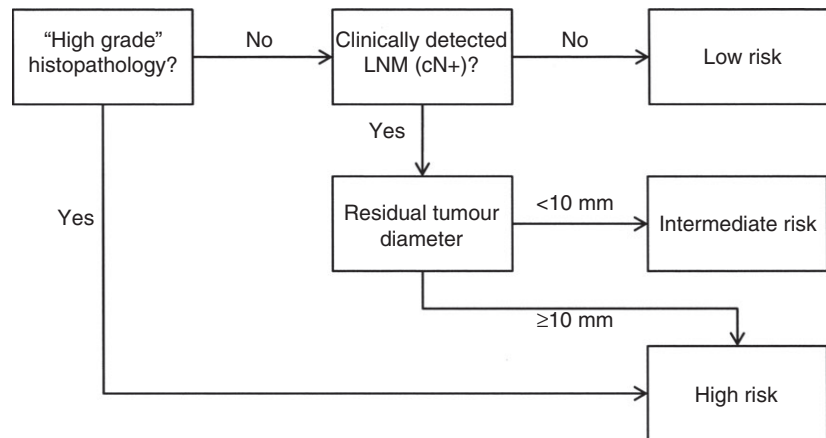 “High grade”
histopathology?
No
Clinically detected
LNM (cN+)?
No
Low risk
Yes
Yes
Residual tumour
diameter
<10 mm
Intermediate risk
≥10 mm
High risk